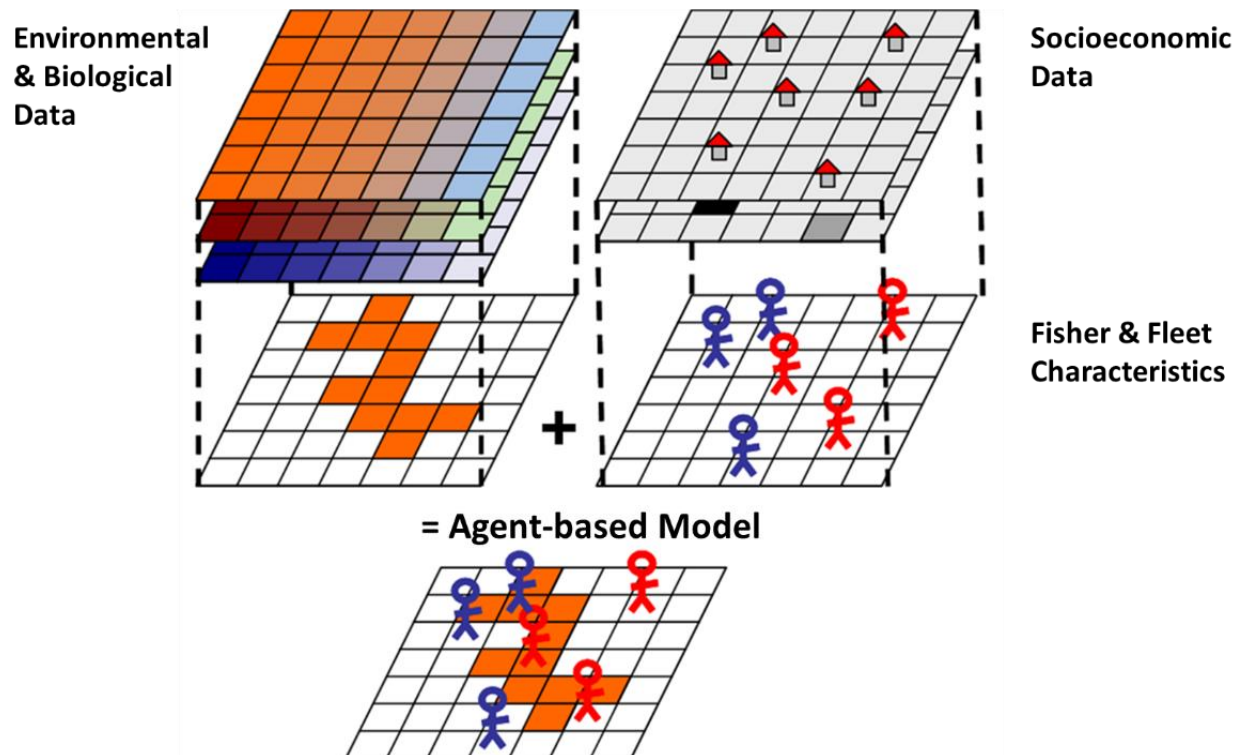 Environmental
& Biological
Data
Socioeconomic
Data
Fisher & Fleet
Characteristics
+
= Agent-based Model